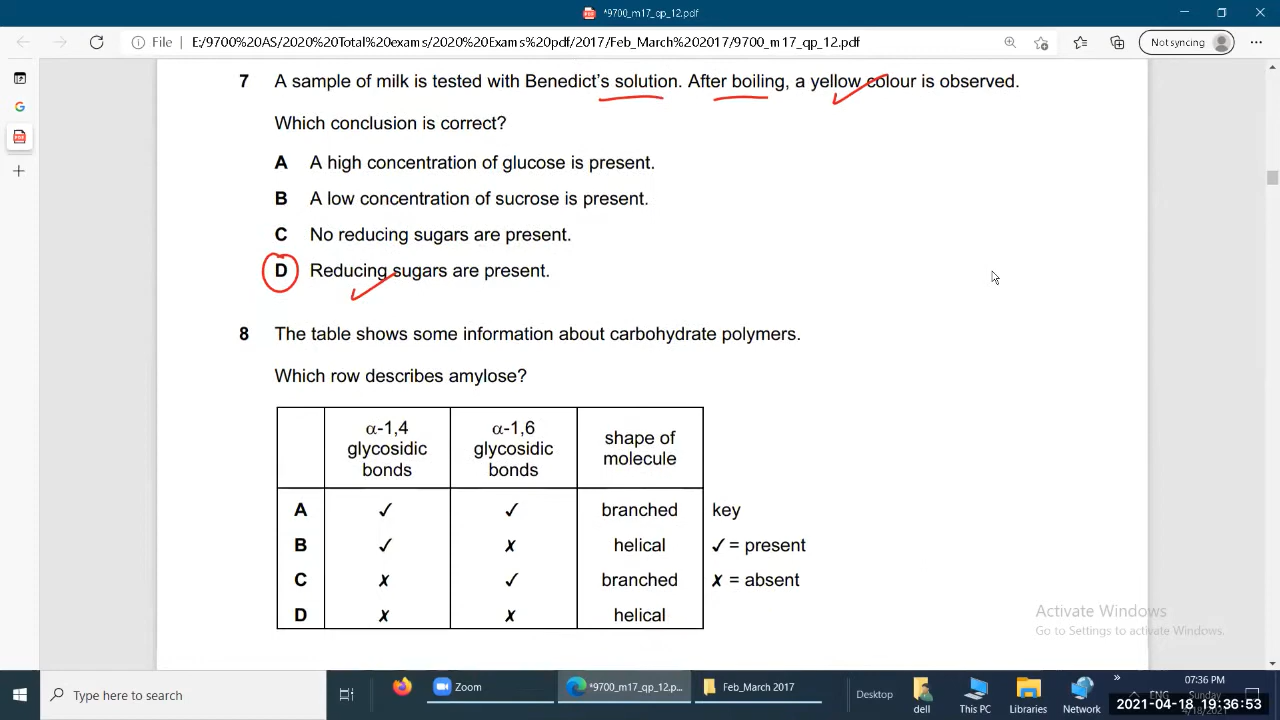 *9700_m17_qp_12.pdf
File | E:/9700%20AS/2020%20Total%20exams/2020%20Exams%20pdf/2017/Feb_March%202017/9700_m17_qp_12.pdf
Not syncing
7 A sample of milk is tested with Benedict's solution. After boiling, a yellow colour is observed.
Which conclusion is correct?
A A high concentration of glucose is present.
B A low concentration of sucrose is present.
C No reducing sugars are present.
D Reducing sugars are present.
8 The table shows some information about carbohydrate polymers.
Which row describes amylose?
α-1,4 glycosidic bonds
α-1,6 glycosidic bonds
shape of molecule
A ✓ ✓ branched key
B ✓ ✗ helical ✓ = present
C ✗ ✓ branched ✗ = absent
D ✗ ✗ helical
Activate Windows
Go to Settings to activate Windows.
Type here to search
Zoom
*9700_m17_qp_12.p...
Feb_March 2017
Desktop
dell
This PC
Libraries
Network
ENG
07:36 PM
Sunday
4/18/2021
2021-04-18 19:36:53